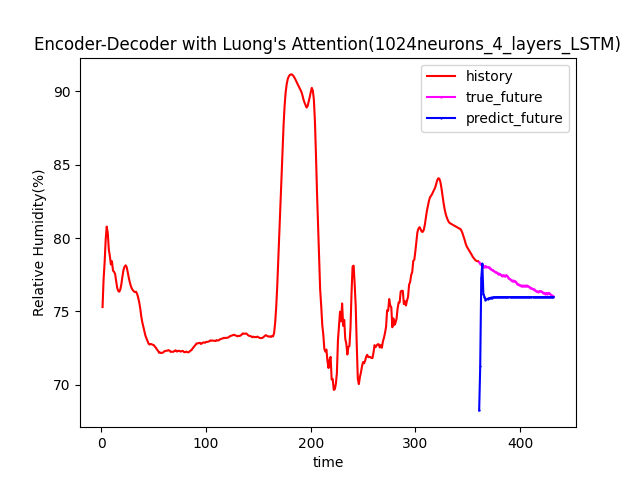 Encoder-Decoder with Luong's Attention(1024neurons_4_layers_LSTM)
history
true_future
predict_future
Relative Humidity(%)
90
85
80
75
70
0 100 200 300 400
time